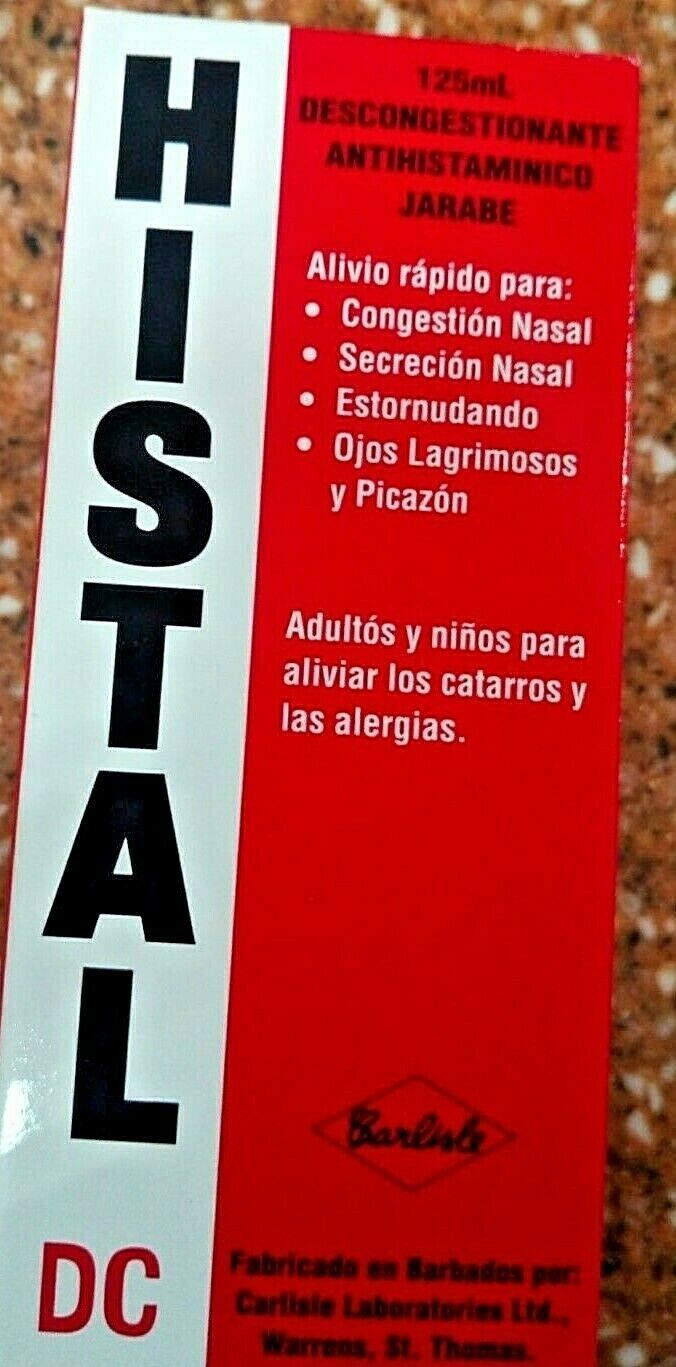 HISTAL
DC
125mL
DESCONGESTIONANTE
ANTIHISTAMINICO
JARABE
Alivio rápido para:
• Congestión Nasal
• Secreción Nasal
• Estornudando
• Ojos Lagrimosos
y Picazón
Adultós y niños para
aliviar los catarros y
las alergias.
Carlisle
Fabricado en Barbados por:
Carlisle Laboratories Ltd.,
Warrens, St. Thomas.